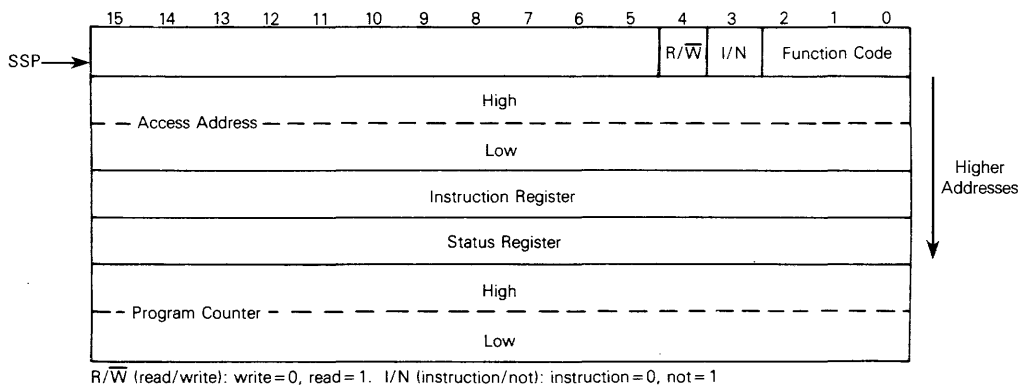 15 14 13 12 11 10 9 8 7 6 5 4 3 2 1 0
SSP R/W̅ I/N Function Code
High
Access Address
Low
Instruction Register
Status Register
High
Program Counter
Low
Higher
Addresses
R/W̅ (read/write): write=0, read=1. I/N (instruction/not): instruction=0, not=1